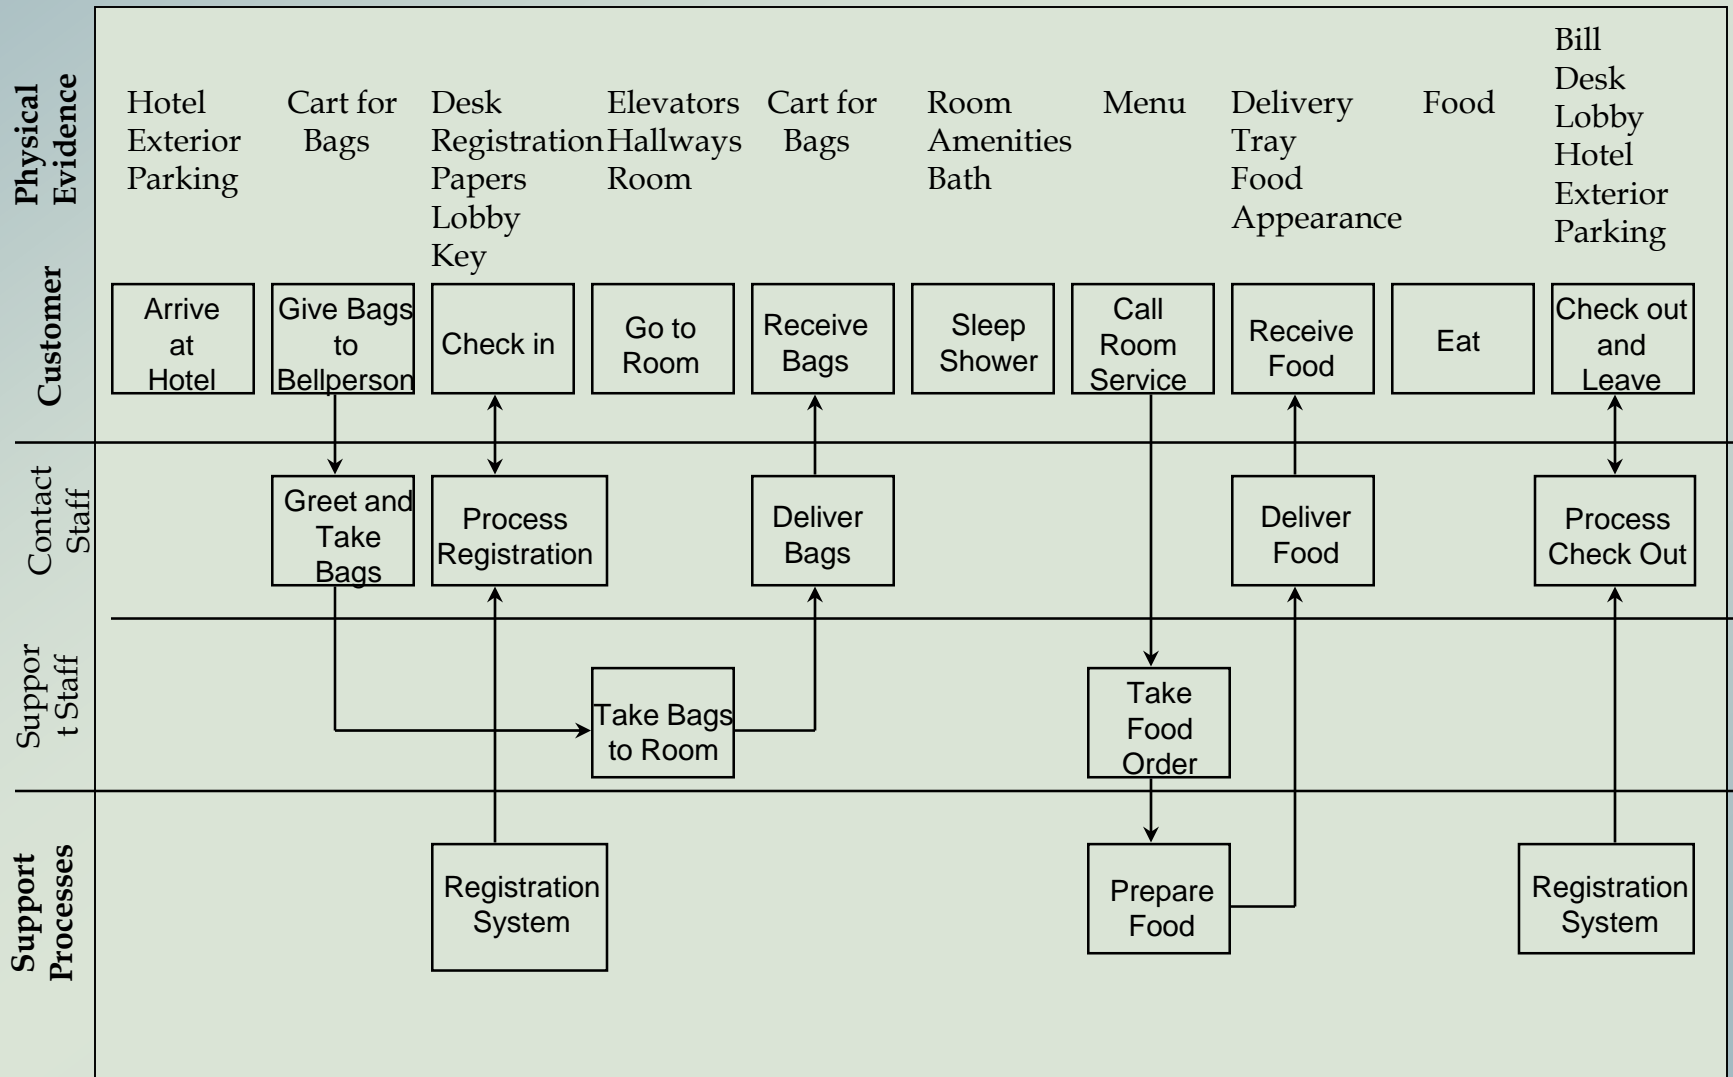 Physical
Evidence
Hotel
Exterior
Parking
Cart for
Bags
Desk
Registration
Papers
Lobby
Key
Elevators
Hallways
Room
Cart for
Bags
Room
Amenities
Bath
Menu
Delivery
Tray
Food
Appearance
Food
Bill
Desk
Lobby
Hotel
Exterior
Parking
Customer
Arrive
at
Hotel
Give Bags
to
Bellperson
Check in
Go to
Room
Receive
Bags
Sleep
Shower
Call
Room
Service
Receive
Food
Eat
Check out
and
Leave
Contact
Staff
Greet and
Take
Bags
Process
Registration
Deliver
Bags
Deliver
Food
Process
Check Out
Suppor
t Staff
Take Bags
to Room
Take
Food
Order
Support
Processes
Registration
System
Prepare
Food
Registration
System